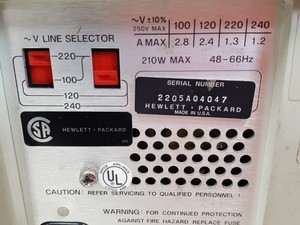 ~V LINE SELECTOR
220
100
120
240
~V ±10% 100 120 220 240
250V MAX
A MAX 2.8 2.4 1.3 1.2
210W MAX 48-66Hz
SERIAL NUMBER
2205A04047
HEWLETT • PACKARD
MADE IN U.S.A.
SA
HEWLETT • PACKARD
UL
CAUTION: REFER SERVICING TO QUALIFIED PERSONNEL
WARNING: FOR CONTINUED PROTECTION
AGAINST FIRE HAZARD REPLACE FUSE